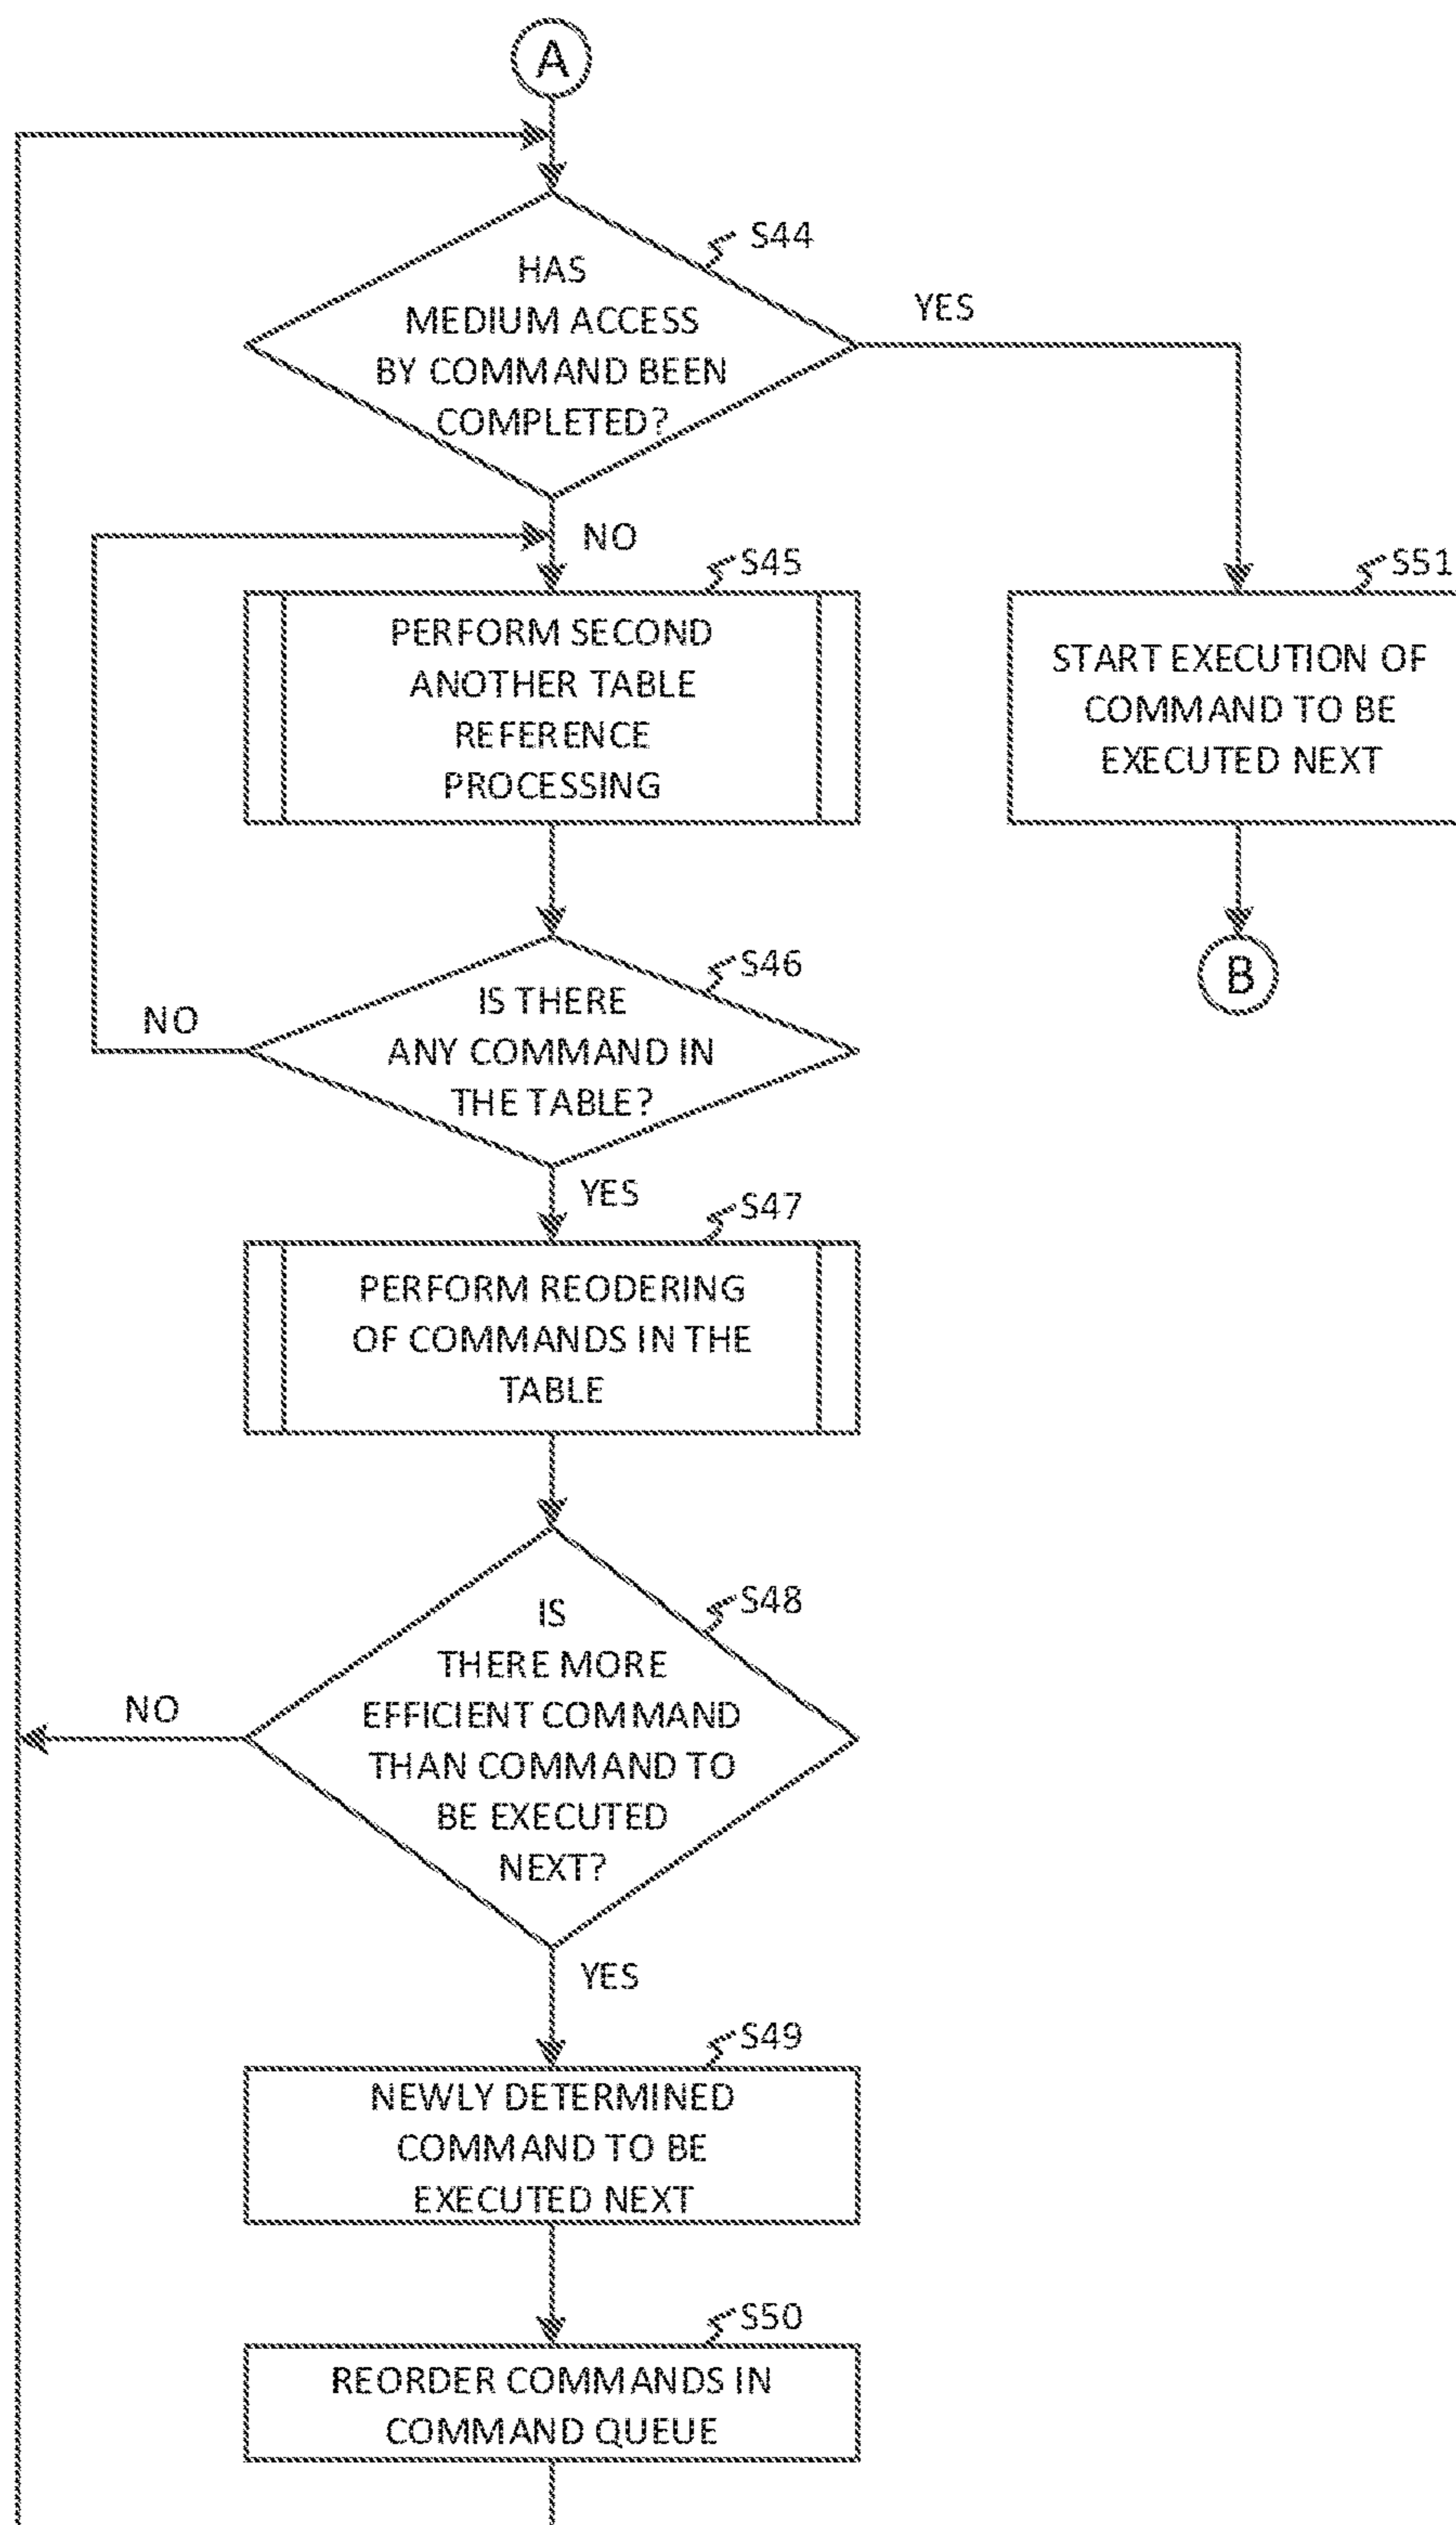 A
S44
HAS
MEDIUM ACCESS
BY COMMAND BEEN
COMPLETED?
YES
NO
S45
PERFORM SECOND
ANOTHER TABLE
REFERENCE
PROCESSING
S51
START EXECUTION OF
COMMAND TO BE
EXECUTED NEXT
B
S46
IS THERE
ANY COMMAND IN
THE TABLE?
NO
YES
S47
PERFORM REODERING
OF COMMANDS IN THE
TABLE
S48
IS
THERE MORE
EFFICIENT COMMAND
THAN COMMAND TO
BE EXECUTED
NEXT?
NO
YES
S49
NEWLY DETERMINED
COMMAND TO BE
EXECUTED NEXT
S50
REORDER COMMANDS IN
COMMAND QUEUE